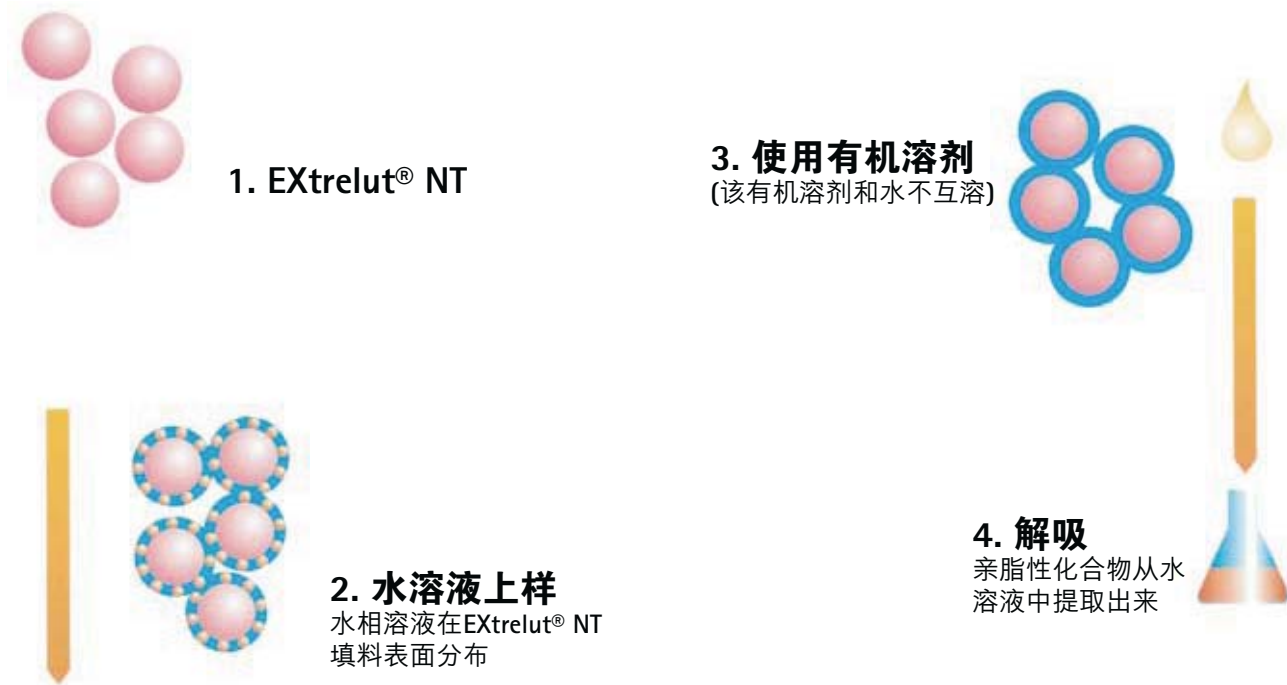 1. EXtrelut® NT
2. 水溶液上样
水相溶液在EXtrelut® NT
填料表面分布
3. 使用有机溶剂
(该有机溶剂和水不互溶)
4. 解吸
亲脂性化合物从水
溶液中提取出来